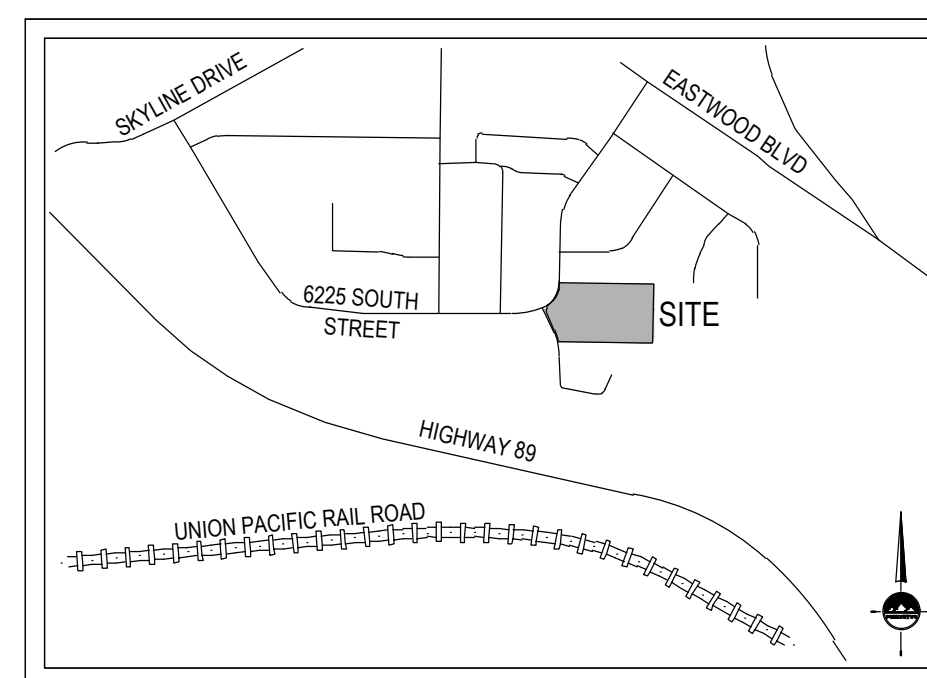 SKYLINE DRIVE
EASTWOOD BLVD
6225 SOUTH
STREET
SITE
HIGHWAY 89
UNION PACIFIC RAIL ROAD